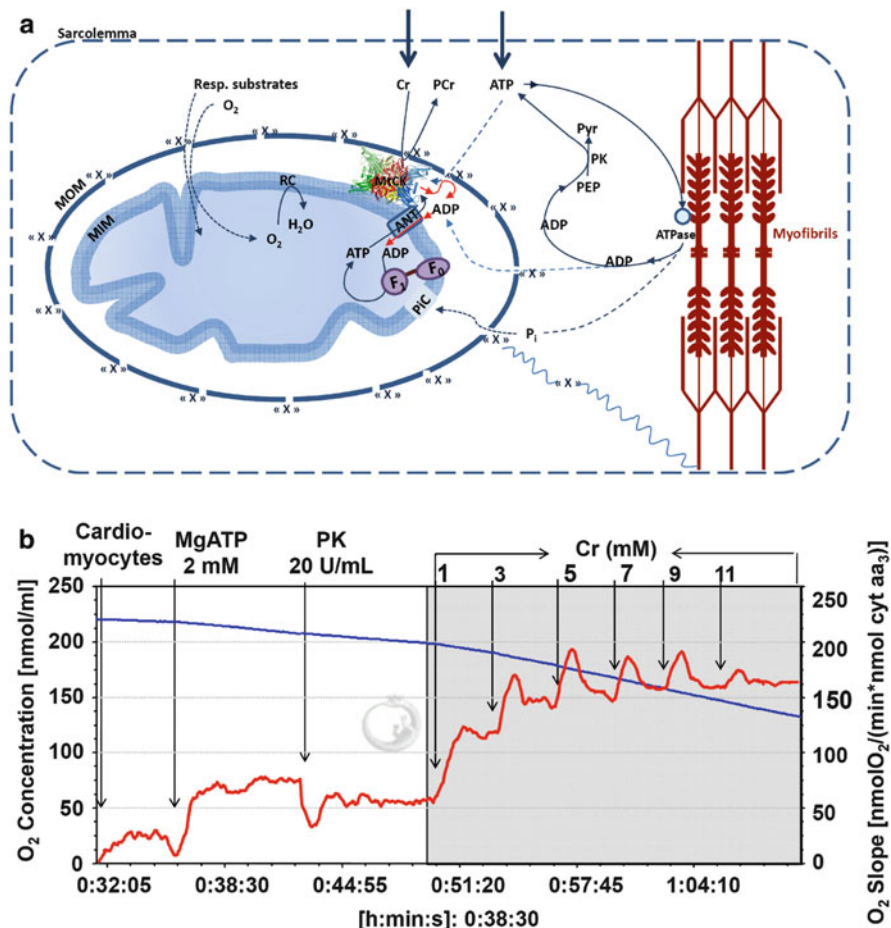 a
Sarcolemma
Resp. substrates
O₂
Cr
PCr
ATP
Pyr
PK
PEP
ADP
ATPase
Myofibrils
ADP
Pᵢ
MOM
MIM
RC
H₂O
O₂
MtCK
ANT
ADP
ATP
ADP
F₁
F₀
PiC
« X »
« X »
« X »
« X »
« X »
« X »
« X »
« X »
« X »
« X »
« X »
« X »
« X »
« X »
b
Cardio-
myocytes
MgATP
2 mM
PK
20 U/mL
Cr (mM)
1 3 5 7 9 11
O₂ Concentration [nmol/ml]
250
200
150
100
50
0
O₂ Slope [nmolO₂/(min*nmol cyt aa₃)]
250
200
150
100
50
0
0:32:05 0:38:30 0:44:55 0:51:20 0:57:45 1:04:10
[h:min:s]: 0:38:30